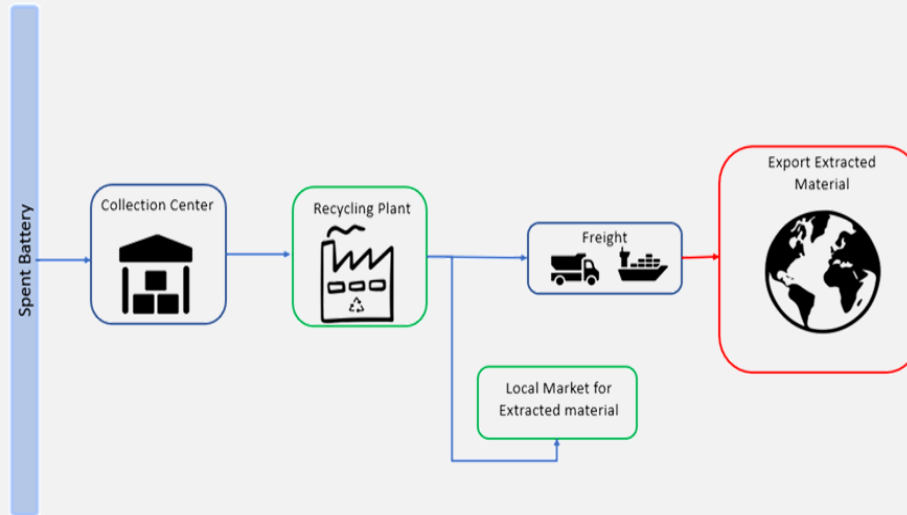 Spent Battery
Collection Center
Recycling Plant
Freight
Export Extracted
Material
Local Market for
Extracted material